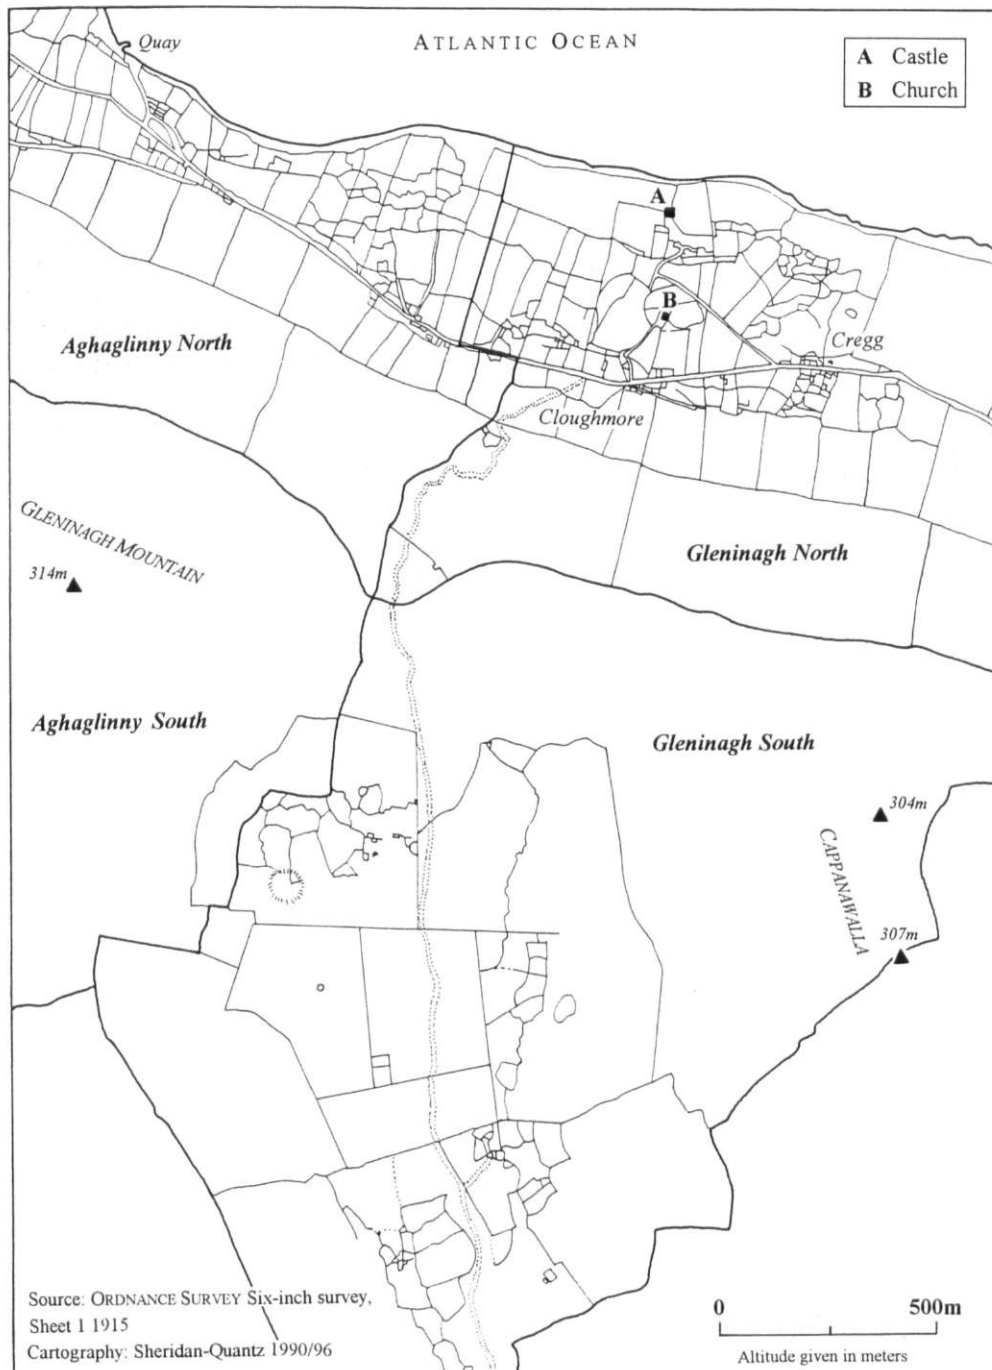 Quay
ATLANTIC OCEAN
A Castle
B Church
A
B
Cregg
Aghaglinny North
Cloughmore
GLENINAGH MOUNTAIN
314m
Gleninagh North
Aghaglinny South
Gleninagh South
304m
CAPPANAWALLA
307m
Source: ORDNANCE SURVEY Six-inch survey,
Sheet 1 1915
Cartography: Sheridan-Quantz 1990/96
0 500m
Altitude given in meters